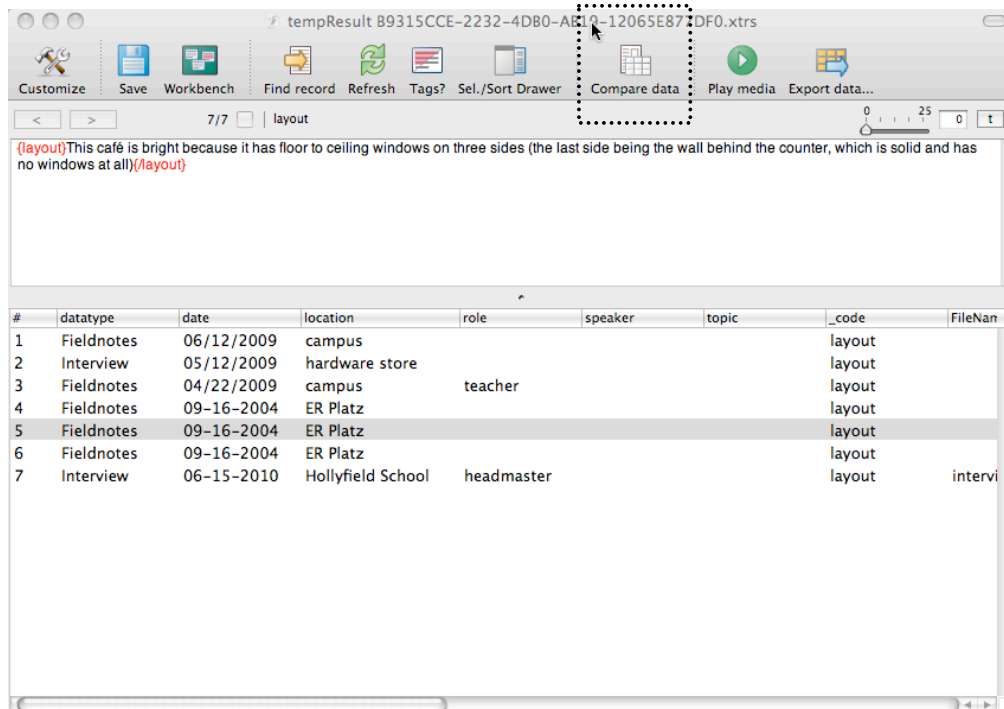 tempResult B9315CCE-2232-4DB0-AB19-12065E877DF0.xtrs
Customize Save Workbench Find record Refresh Tags? Sel./Sort Drawer Compare data Play media Export data...
< > 7/7 layout 0 25 0 t
{layout}This café is bright because it has floor to ceiling windows on three sides (the last side being the wall behind the counter, which is solid and has
no windows at all){/layout}
# datatype date location role speaker topic _code FileNam
1 Fieldnotes 06/12/2009 campus layout
2 Interview 05/12/2009 hardware store layout
3 Fieldnotes 04/22/2009 campus teacher layout
4 Fieldnotes 09-16-2004 ER Platz layout
5 Fieldnotes 09-16-2004 ER Platz layout
6 Fieldnotes 09-16-2004 ER Platz layout
7 Interview 06-15-2010 Hollyfield School headmaster layout intervi